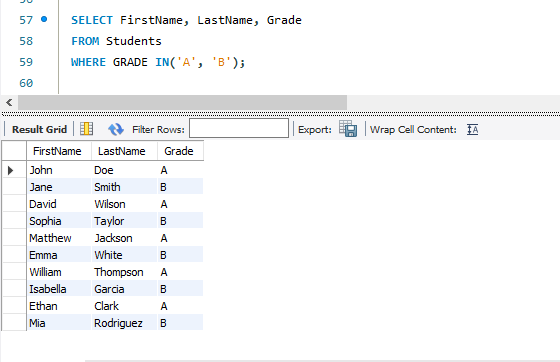 57 SELECT FirstName, LastName, Grade
58 FROM Students
59 WHERE GRADE IN('A', 'B');
60
Result Grid Filter Rows: Export: Wrap Cell Content:
FirstName LastName Grade
John Doe A
Jane Smith B
David Wilson A
Sophia Taylor B
Matthew Jackson A
Emma White B
William Thompson A
Isabella Garcia B
Ethan Clark A
Mia Rodriguez B